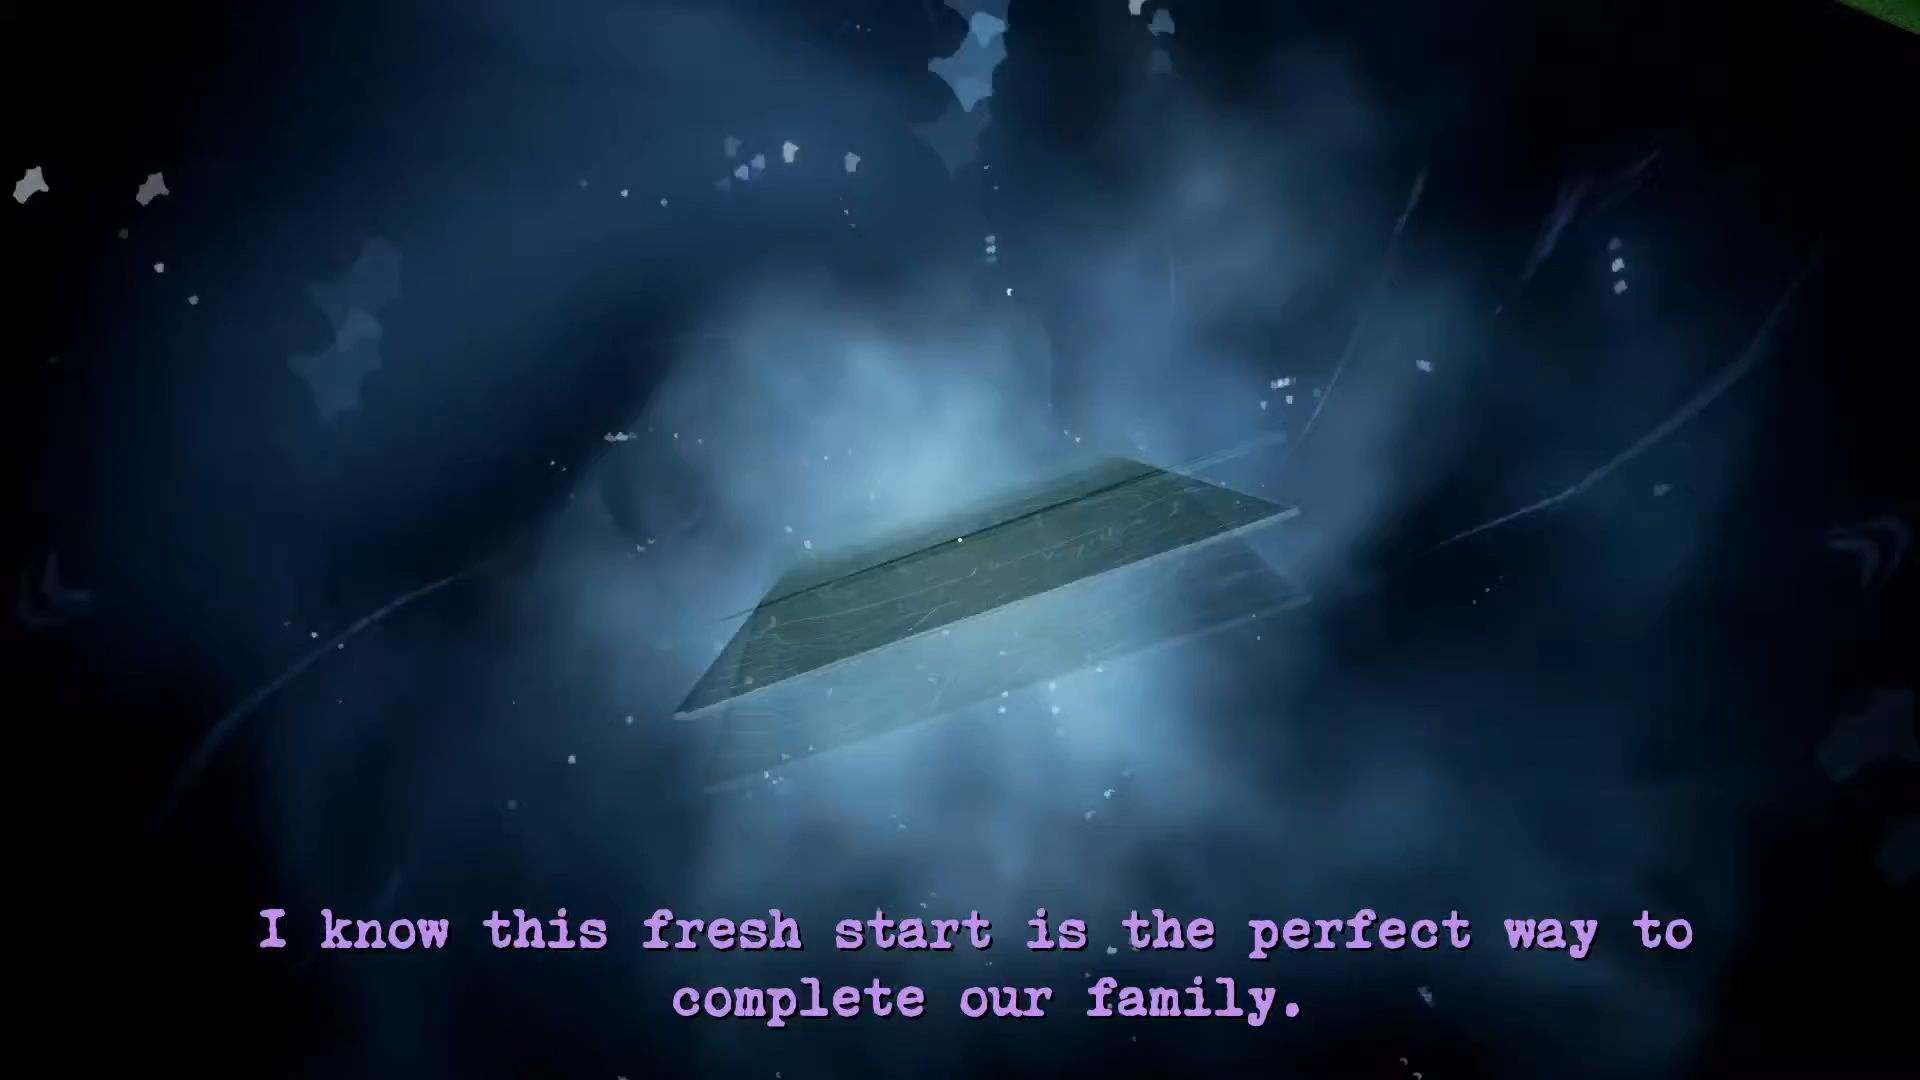 I know this fresh start is the perfect way to
complete our family.